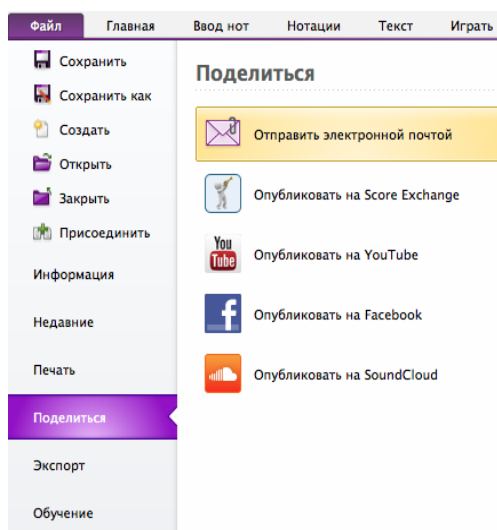 Файл Главная Ввод нот Нотации Текст Играть
Сохранить
Сохранить как
Создать
Открыть
Закрыть
Присоединить
Информация
Недавние
Печать
Поделиться
Экспорт
Обучение
Поделиться
Отправить электронной почтой
Опубликовать на Score Exchange
You
Tube
Опубликовать на YouTube
f
Опубликовать на Facebook
Опубликовать на SoundCloud